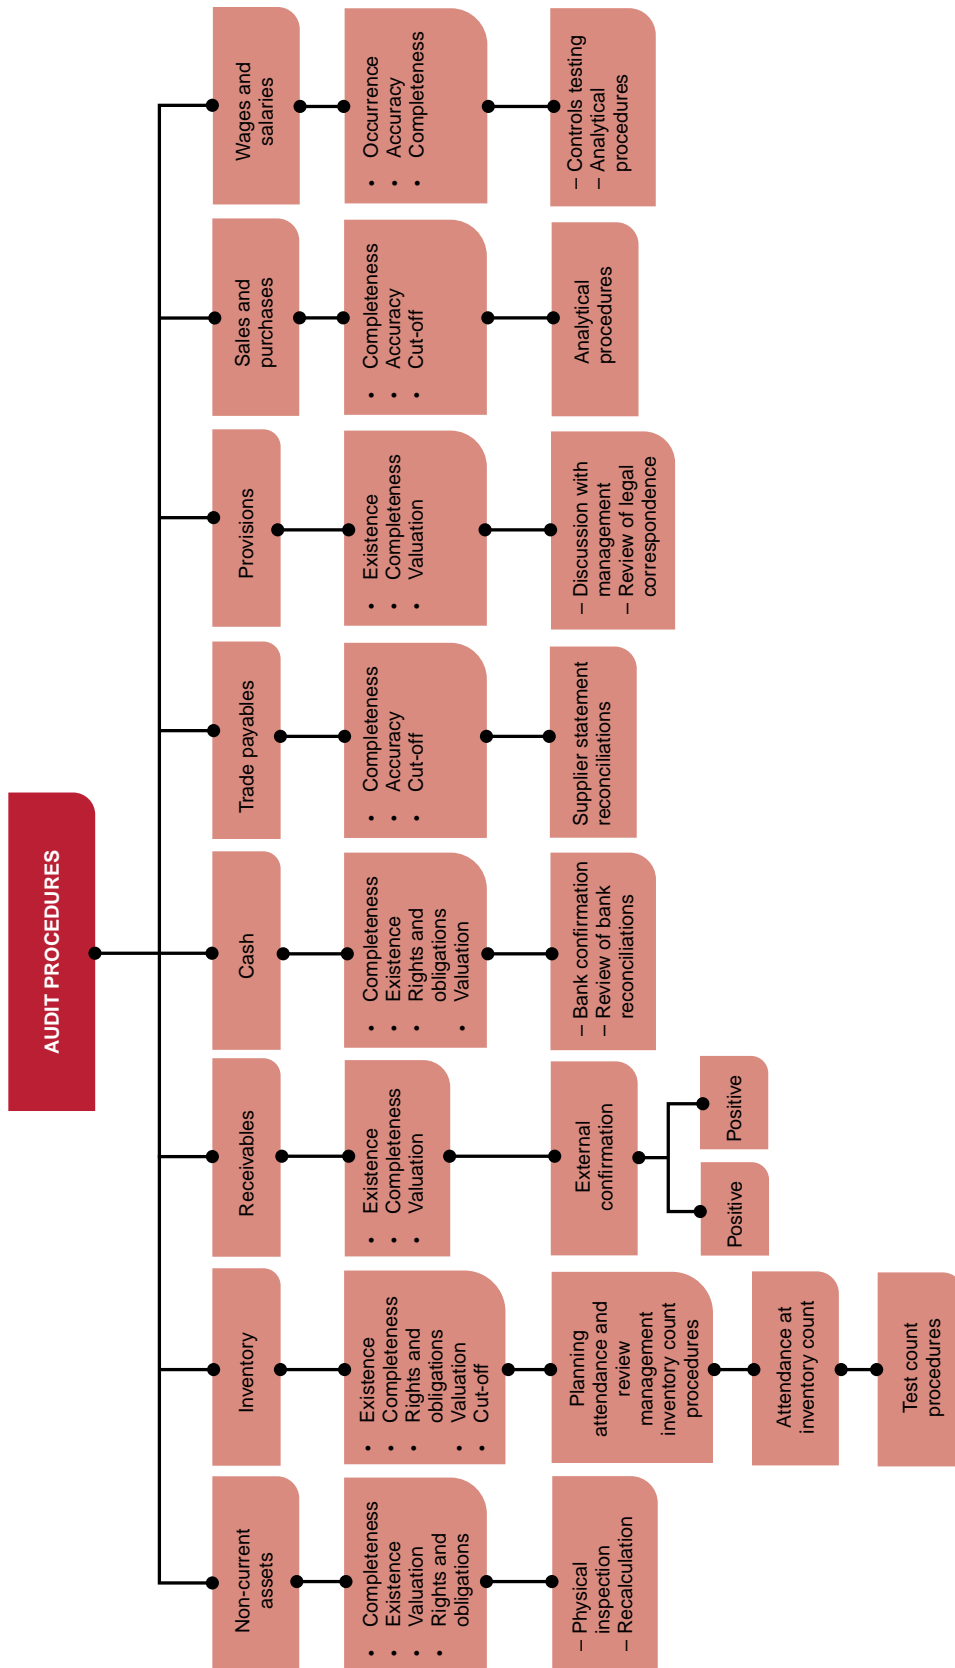 AUDIT PROCEDURES
Non-current
assets
Inventory
Receivables
Cash
Trade payables
Provisions
Sales and
purchases
Wages and
salaries
• Completeness
• Existence
• Valuation
• Rights and
obligations
• Existence
• Completeness
• Rights and
obligations
• Valuation
• Cut-off
• Existence
• Completeness
• Valuation
• Completeness
• Existence
• Rights and
obligations
• Valuation
• Completeness
• Accuracy
• Cut-off
• Existence
• Completeness
• Valuation
• Completeness
• Accuracy
• Cut-off
• Occurrence
• Accuracy
• Completeness
– Physical
inspection
– Recalculation
Planning
attendance and
review
management
inventory count
procedures
External
confirmation
– Bank confirmation
– Review of bank
reconciliations
Supplier statement
reconciliations
– Discussion with
management
– Review of legal
correspondence
Analytical
procedures
– Controls testing
– Analytical
procedures
Attendance at
inventory count
Positive
Positive
Test count
procedures